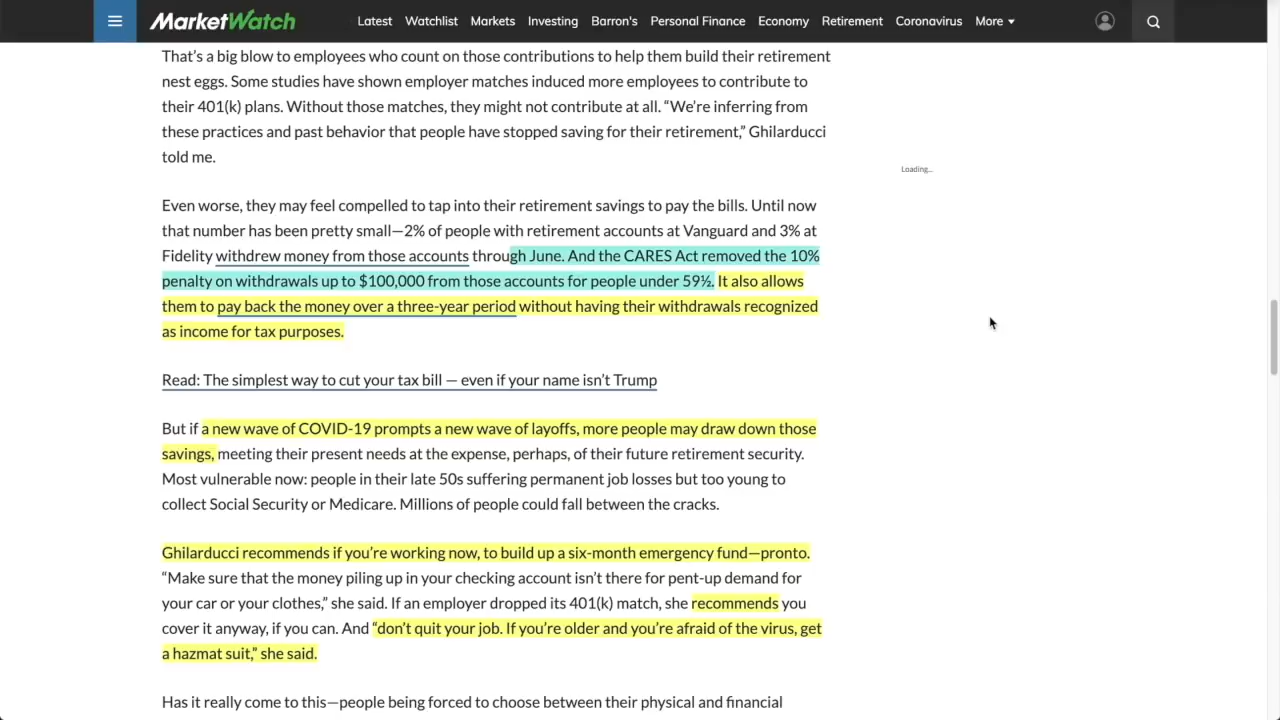 MarketWatch Latest Watchlist Markets Investing Barron's Personal Finance Economy Retirement Coronavirus More
That's a big blow to employees who count on those contributions to help them build their retirement
nest eggs. Some studies have shown employer matches induced more employees to contribute to
their 401(k) plans. Without those matches, they might not contribute at all. “We're inferring from
these practices and past behavior that people have stopped saving for their retirement,” Ghilarducci
told me.
Loading...
Even worse, they may feel compelled to tap into their retirement savings to pay the bills. Until now
that number has been pretty small—2% of people with retirement accounts at Vanguard and 3% at
Fidelity withdrew money from those accounts through June. And the CARES Act removed the 10%
penalty on withdrawals up to $100,000 from those accounts for people under 59½. It also allows
them to pay back the money over a three-year period without having their withdrawals recognized
as income for tax purposes.
Read: The simplest way to cut your tax bill — even if your name isn't Trump
But if a new wave of COVID-19 prompts a new wave of layoffs, more people may draw down those
savings, meeting their present needs at the expense, perhaps, of their future retirement security.
Most vulnerable now: people in their late 50s suffering permanent job losses but too young to
collect Social Security or Medicare. Millions of people could fall between the cracks.
Ghilarducci recommends if you're working now, to build up a six-month emergency fund—pronto.
“Make sure that the money piling up in your checking account isn't there for pent-up demand for
your car or your clothes,” she said. If an employer dropped its 401(k) match, she recommends you
cover it anyway, if you can. And “don't quit your job. If you're older and you're afraid of the virus, get
a hazmat suit,” she said.
Has it really come to this—people being forced to choose between their physical and financial